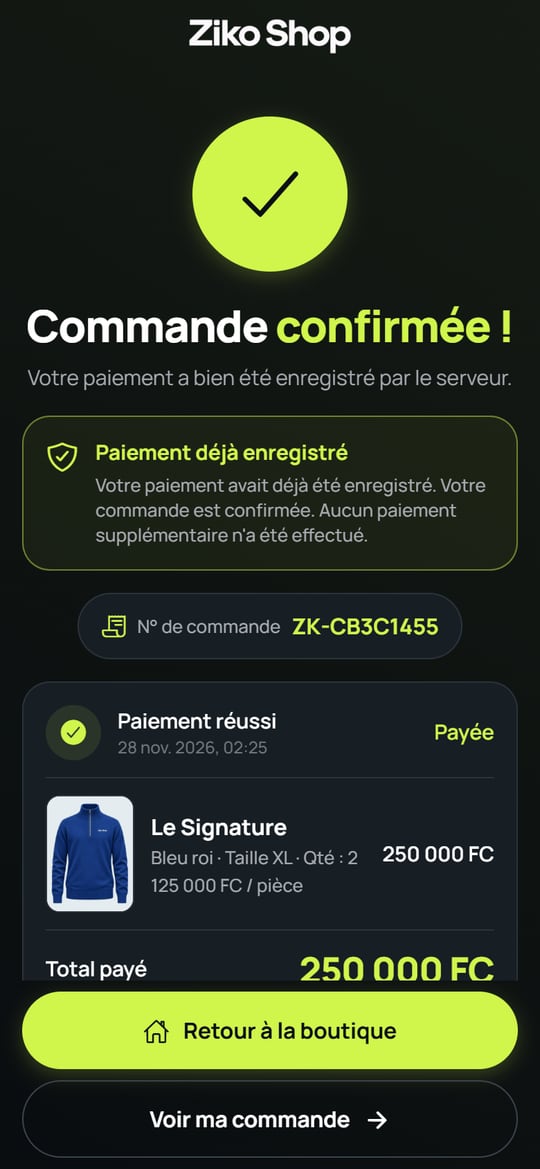 Ziko Shop
Commande confirmée !
Votre paiement a bien été enregistré par le serveur.
Paiement déjà enregistré
Votre paiement avait déjà été enregistré. Votre
commande est confirmée. Aucun paiement
supplémentaire n'a été effectué.
N° de commande ZK-CB3C1455
Paiement réussi
28 nov. 2026, 02:25
Payée
Le Signature
Bleu roi · Taille XL · Qté : 2
125 000 FC / pièce
250 000 FC
Total payé 250 000 FC
Retour à la boutique
Voir ma commande →